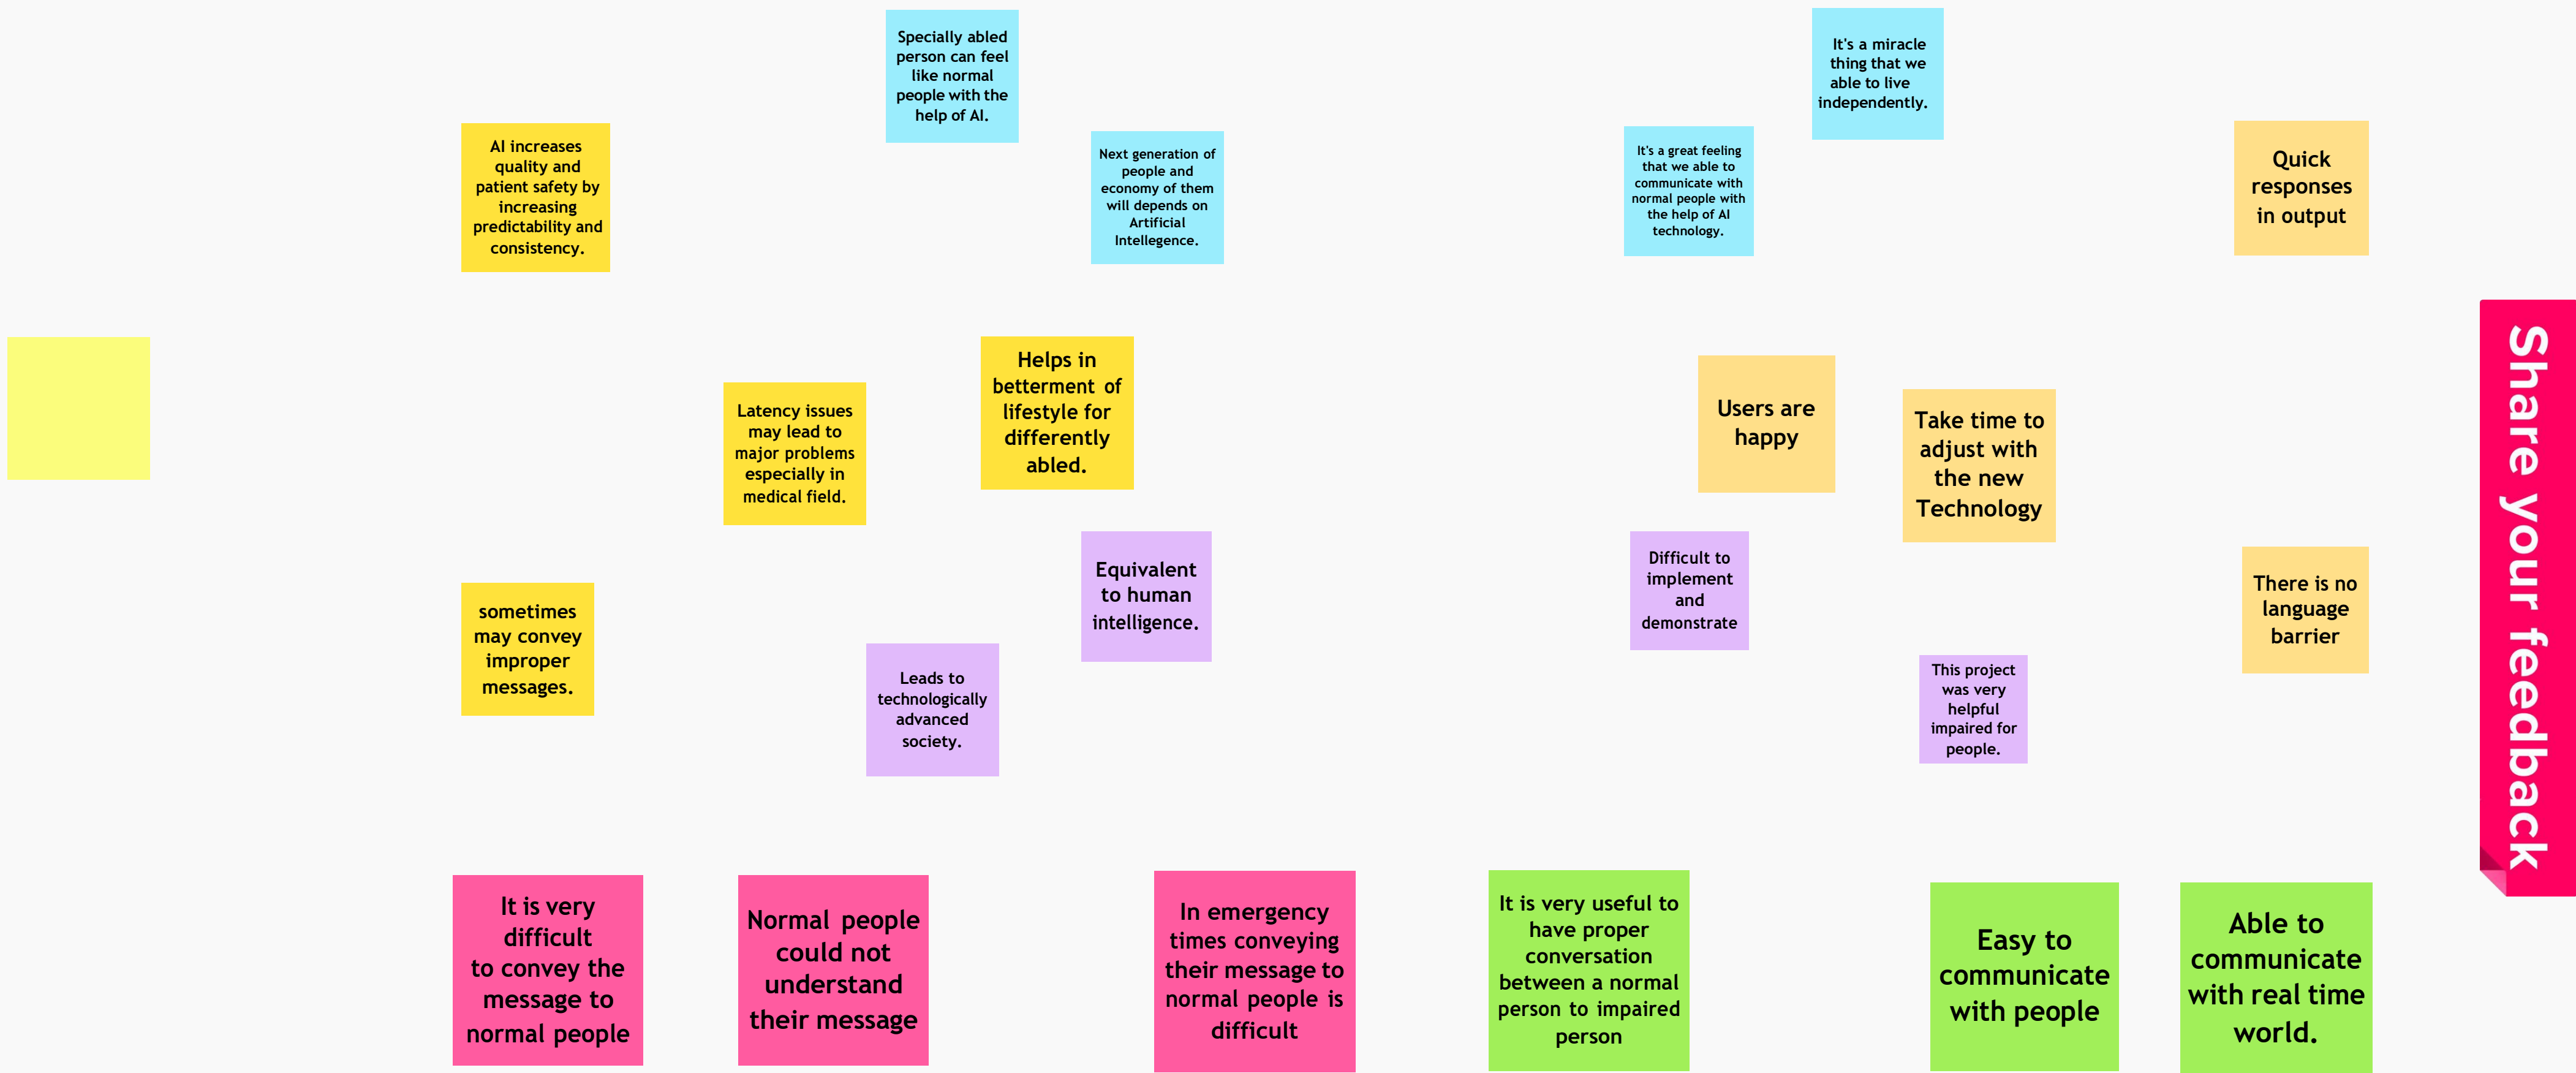 Specially abled
person can feel
like normal
people with the
help of AI.
It's a miracle
thing that we
able to live
independently.
AI increases
quality and
patient safety by
increasing
predictability and
consistency.
Next generation of
people and
economy of them
will depends on
Artificial
Intellegence.
It's a great feeling
that we able to
communicate with
normal people with
the help of AI
technology.
Quick
responses
in output
Share your feedback
Latency issues
may lead to
major problems
especially in
medical field.
Helps in
betterment of
lifestyle for
differently
abled.
Users are
happy
Take time to
adjust with
the new
Technology
sometimes
may convey
improper
messages.
Equivalent
to human
intelligence.
Difficult to
implement
and
demonstrate
There is no
language
barrier
Leads to
technologically
advanced
society.
This project
was very
helpful
impaired for
people.
It is very
difficult
to convey the
message to
normal people
Normal people
could not
understand
their message
In emergency
times conveying
their message to
normal people is
difficult
It is very useful to
have proper
conversation
between a normal
person to impaired
person
Easy to
communicate
with people
Able to
communicate
with real time
world.